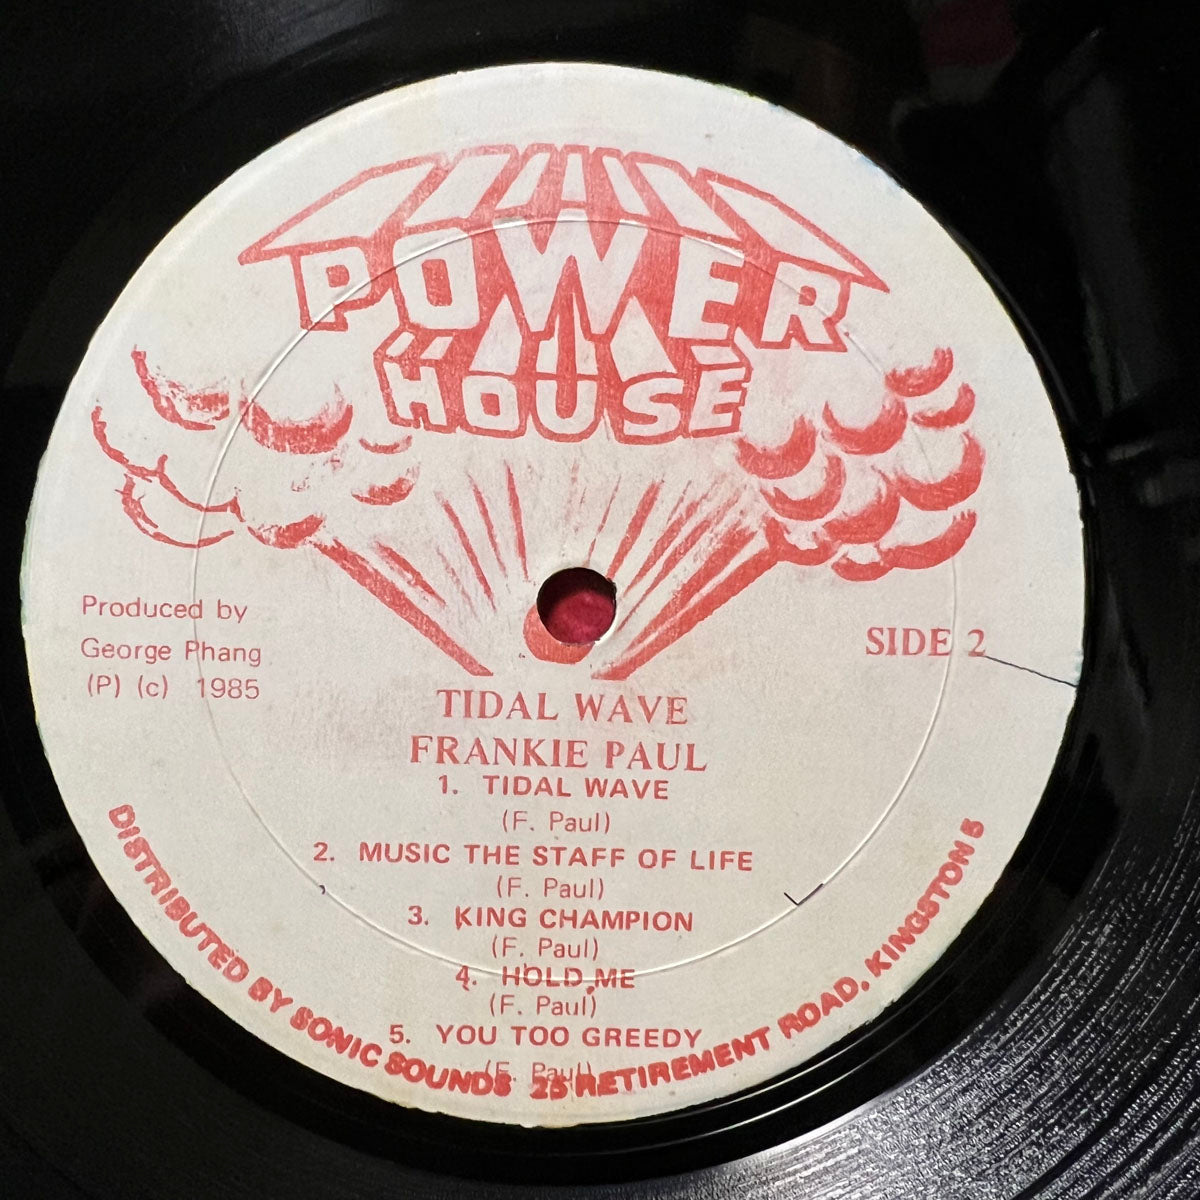 POWER
HOUSE
Produced by
George Phang
(P) (c) 1985
SIDE 2
TIDAL WAVE
FRANKIE PAUL
1. TIDAL WAVE
(F. Paul)
2. MUSIC THE STAFF OF LIFE
(F. Paul)
3. KING CHAMPION
(F. Paul)
4. HOLD ME
(F. Paul)
5. YOU TOO GREEDY
(F. Paul)
DISTRIBUTED BY SONIC SOUNDS 25 RETIREMENT ROAD, KINGSTON 5